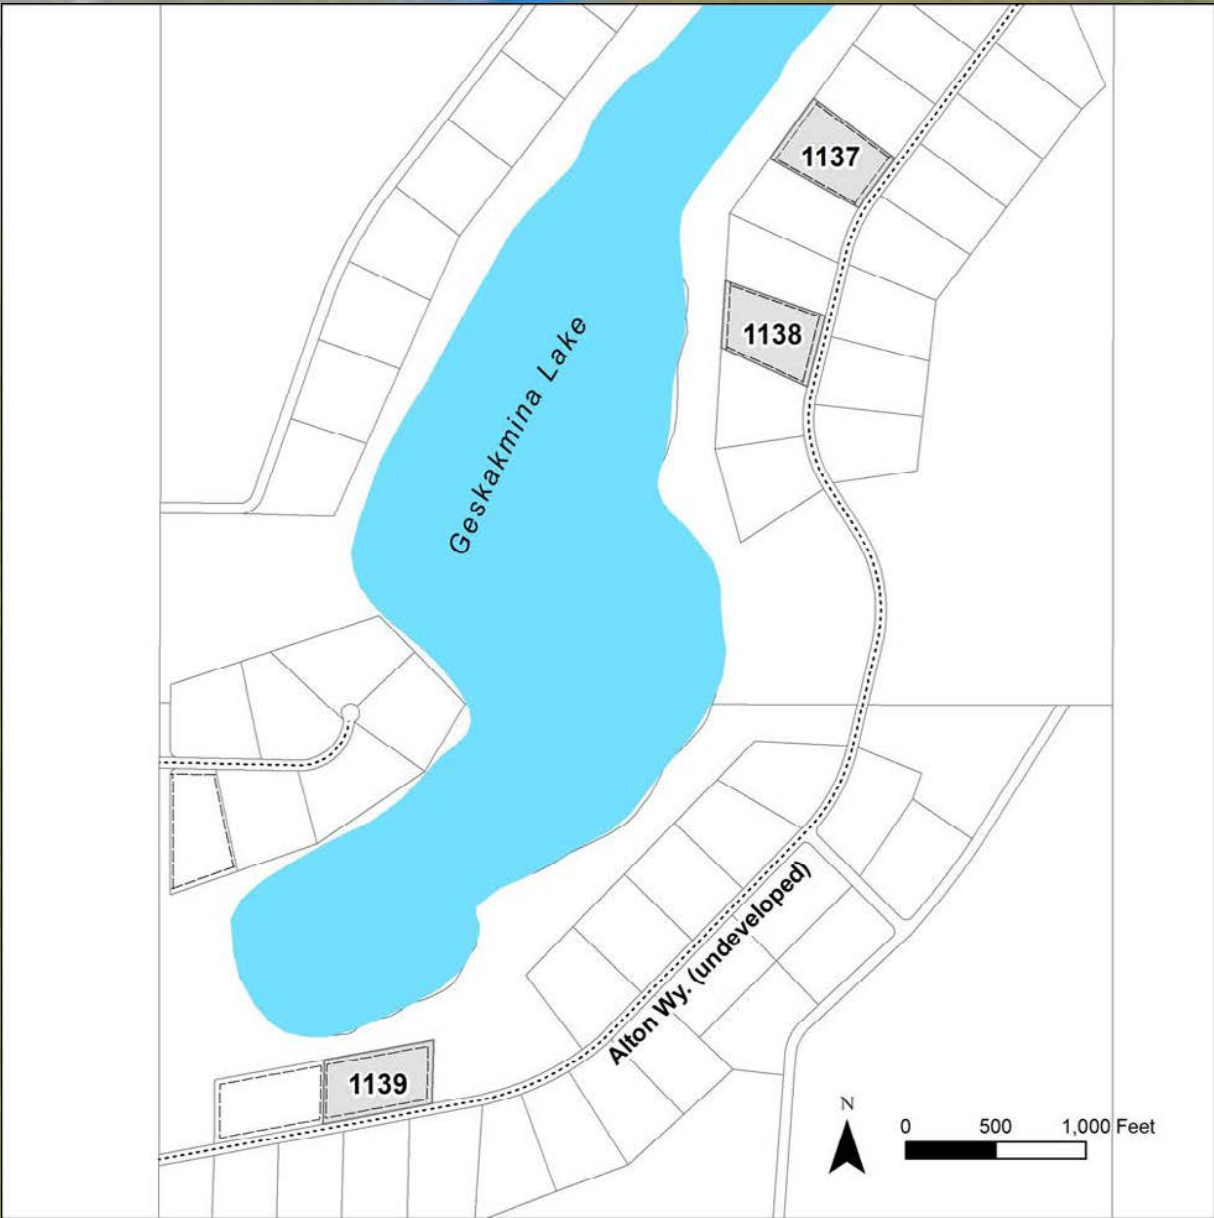 1137
1138
Geskakmina Lake
Alton Wy. (undeveloped)
1139
N
0 500 1,000 Feet